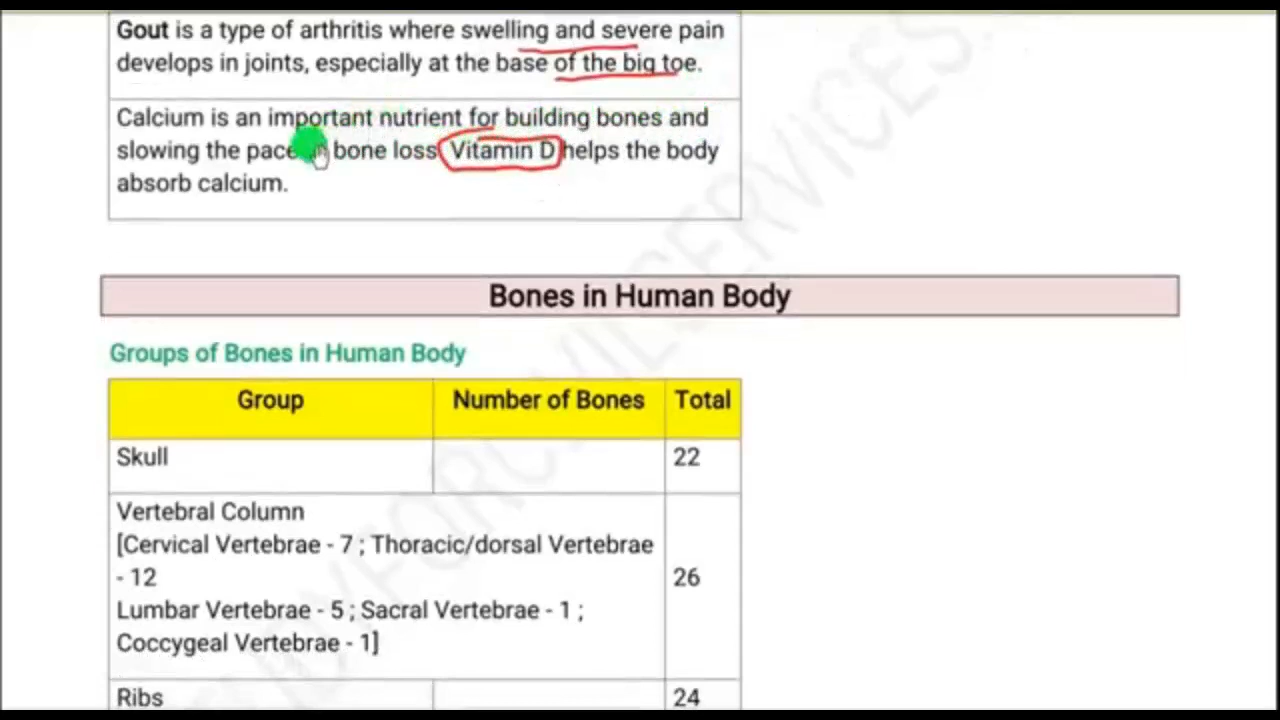 Gout is a type of arthritis where swelling and severe pain
develops in joints, especially at the base of the big toe.
Calcium is an important nutrient for building bones and
slowing the pace bone loss Vitamin D helps the body
absorb calcium.
Bones in Human Body
Groups of Bones in Human Body
Group Number of Bones Total
Skull 22
Vertebral Column
[Cervical Vertebrae - 7 ; Thoracic/dorsal Vertebrae
- 12
26
Lumbar Vertebrae - 5 ; Sacral Vertebrae - 1 ;
Coccygeal Vertebrae - 1]
Ribs 24